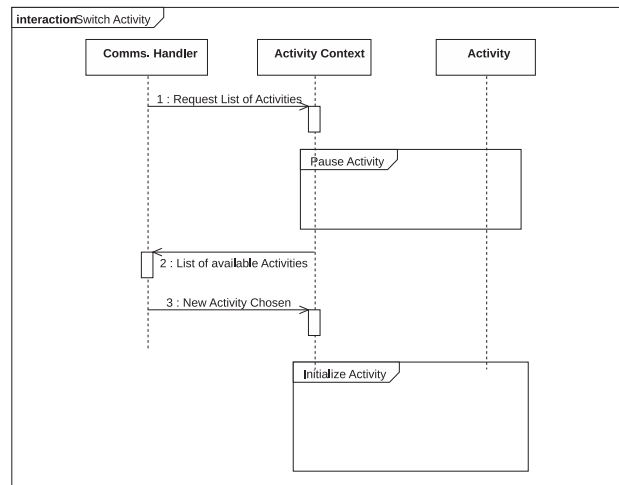 interaction Switch Activity
Comms. Handler
Activity Context
Activity
1 : Request List of Activities
Pause Activity
2 : List of available Activities
3 : New Activity Chosen
Initialize Activity